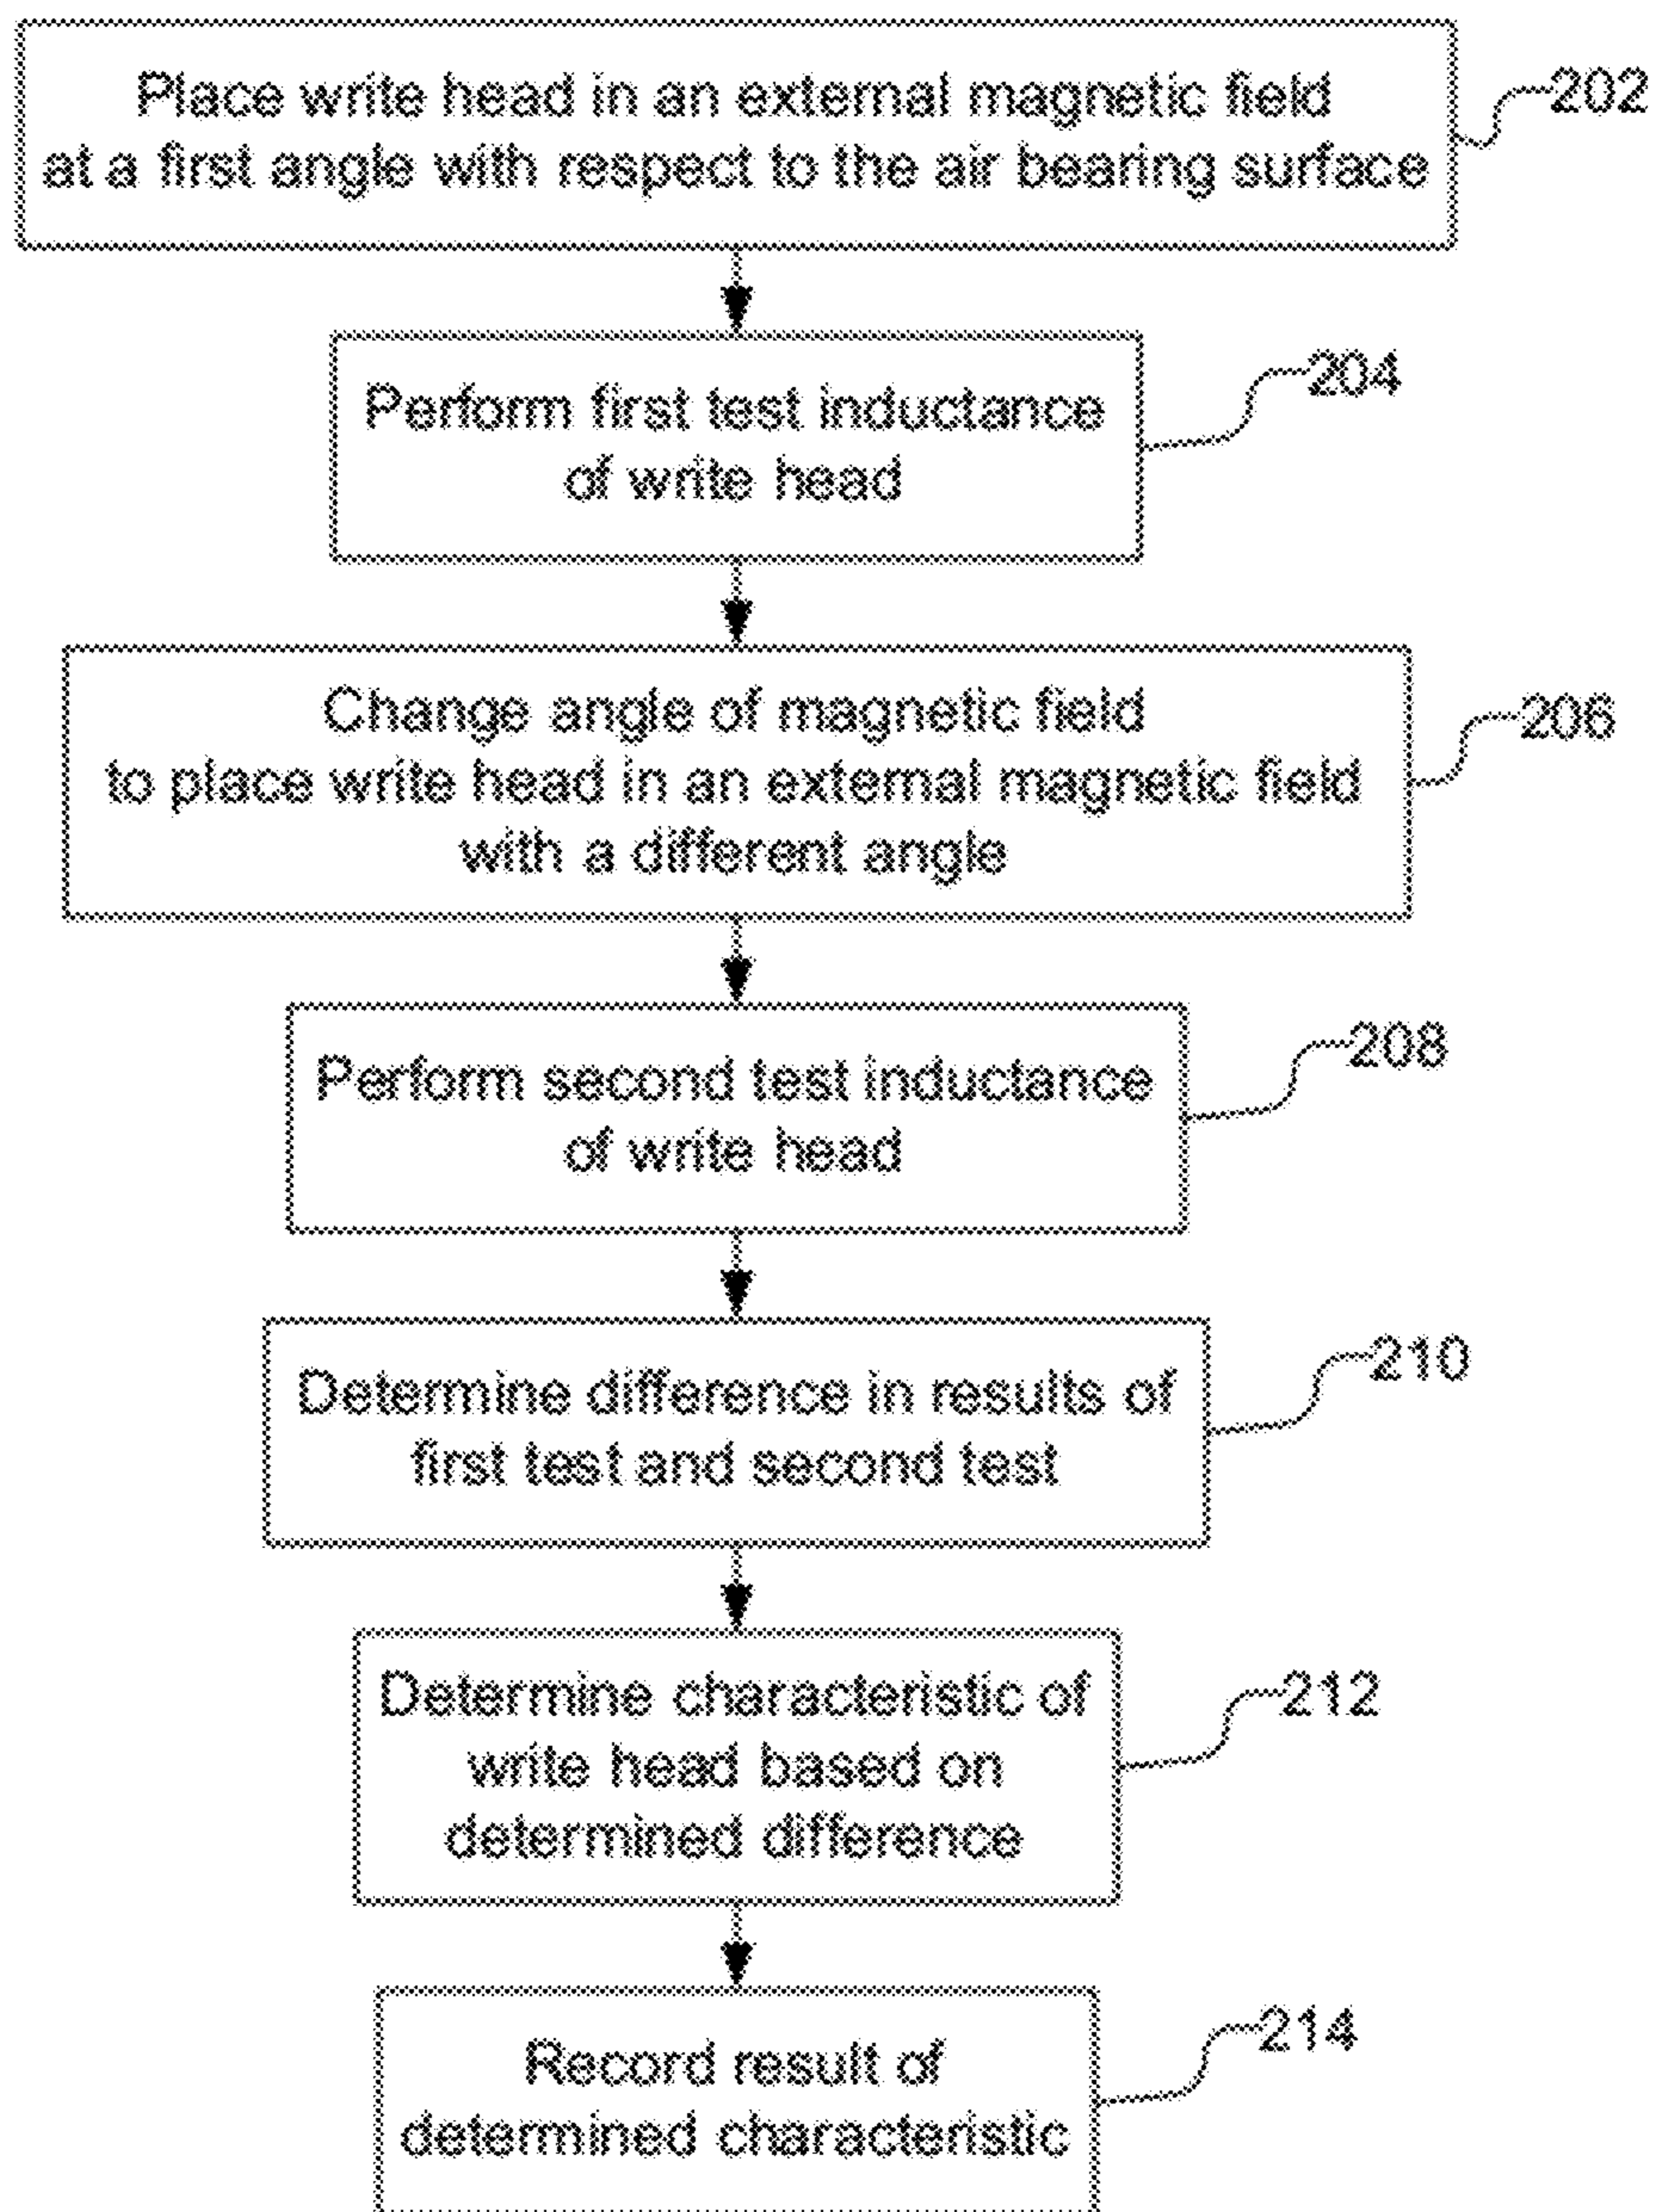 Place write head in an external magnetic field
at a first angle with respect to the air bearing surface
202
Perform first test inductance
of write head
204
Change angle of magnetic field
to place write head in an external magnetic field
with a different angle
206
Perform second test inductance
of write head
208
Determine difference in results of
first test and second test
210
Determine characteristic of
write head based on
determined difference
212
Record result of
determined characteristic
214